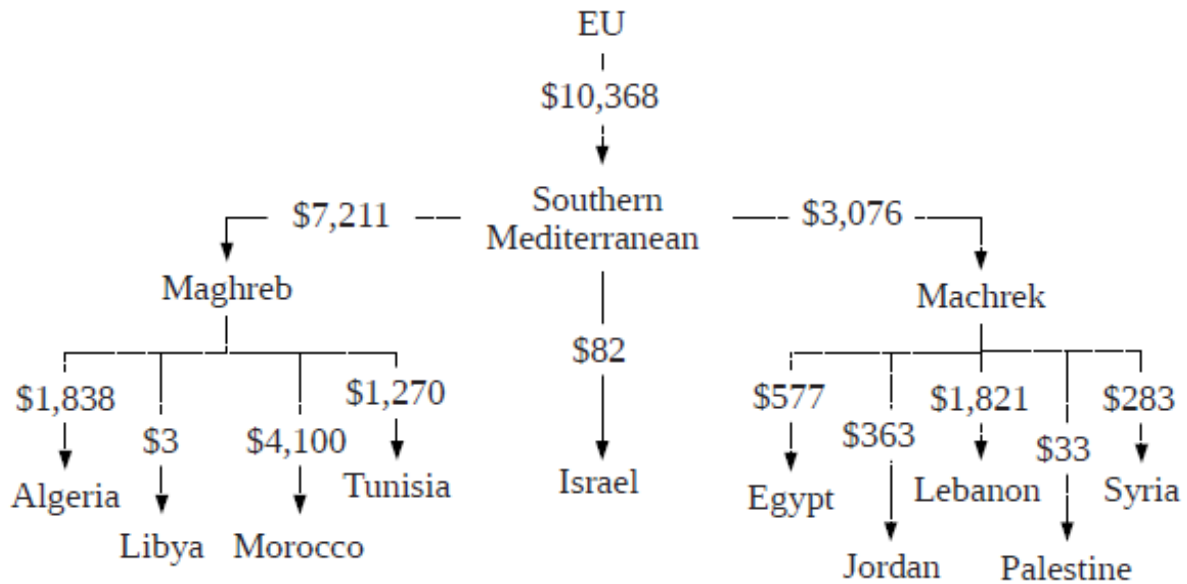 EU
$10,368
Southern
Mediterranean
$7,211
$3,076
Maghreb
Machrek
$82
$1,838
$3
$4,100
$1,270
$577
$363
$1,821
$33
$283
Algeria
Libya
Morocco
Tunisia
Israel
Egypt
Jordan
Lebanon
Palestine
Syria